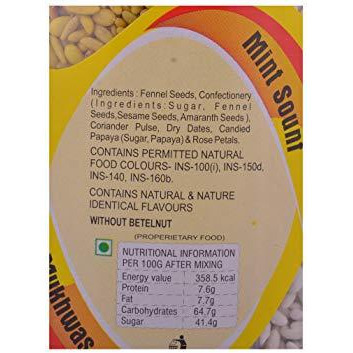 Mint Sounf
Ingredients : Fennel Seeds, Confectionery
(Ingredients:Sugar, Fennel
Seeds,Sesame Seeds, Amaranth Seeds ),
Coriander Pulse, Dry Dates, Candied
Papaya (Sugar, Papaya) & Rose Petals.
CONTAINS PERMITTED NATURAL
FOOD COLOURS- INS-100(i), INS-150d,
INS-140, INS-160b.
CONTAINS NATURAL & NATURE
IDENTICAL FLAVOURS
WITHOUT BETELNUT
(PROPERIETARY FOOD)
NUTRITIONAL INFORMATION
PER 100G AFTER MIXING
Energy value 358.5 kcal
Protein 7.6g
Fat 7.7g
Carbohydrates 64.7g
Sugar 41.4g
Mukhwas